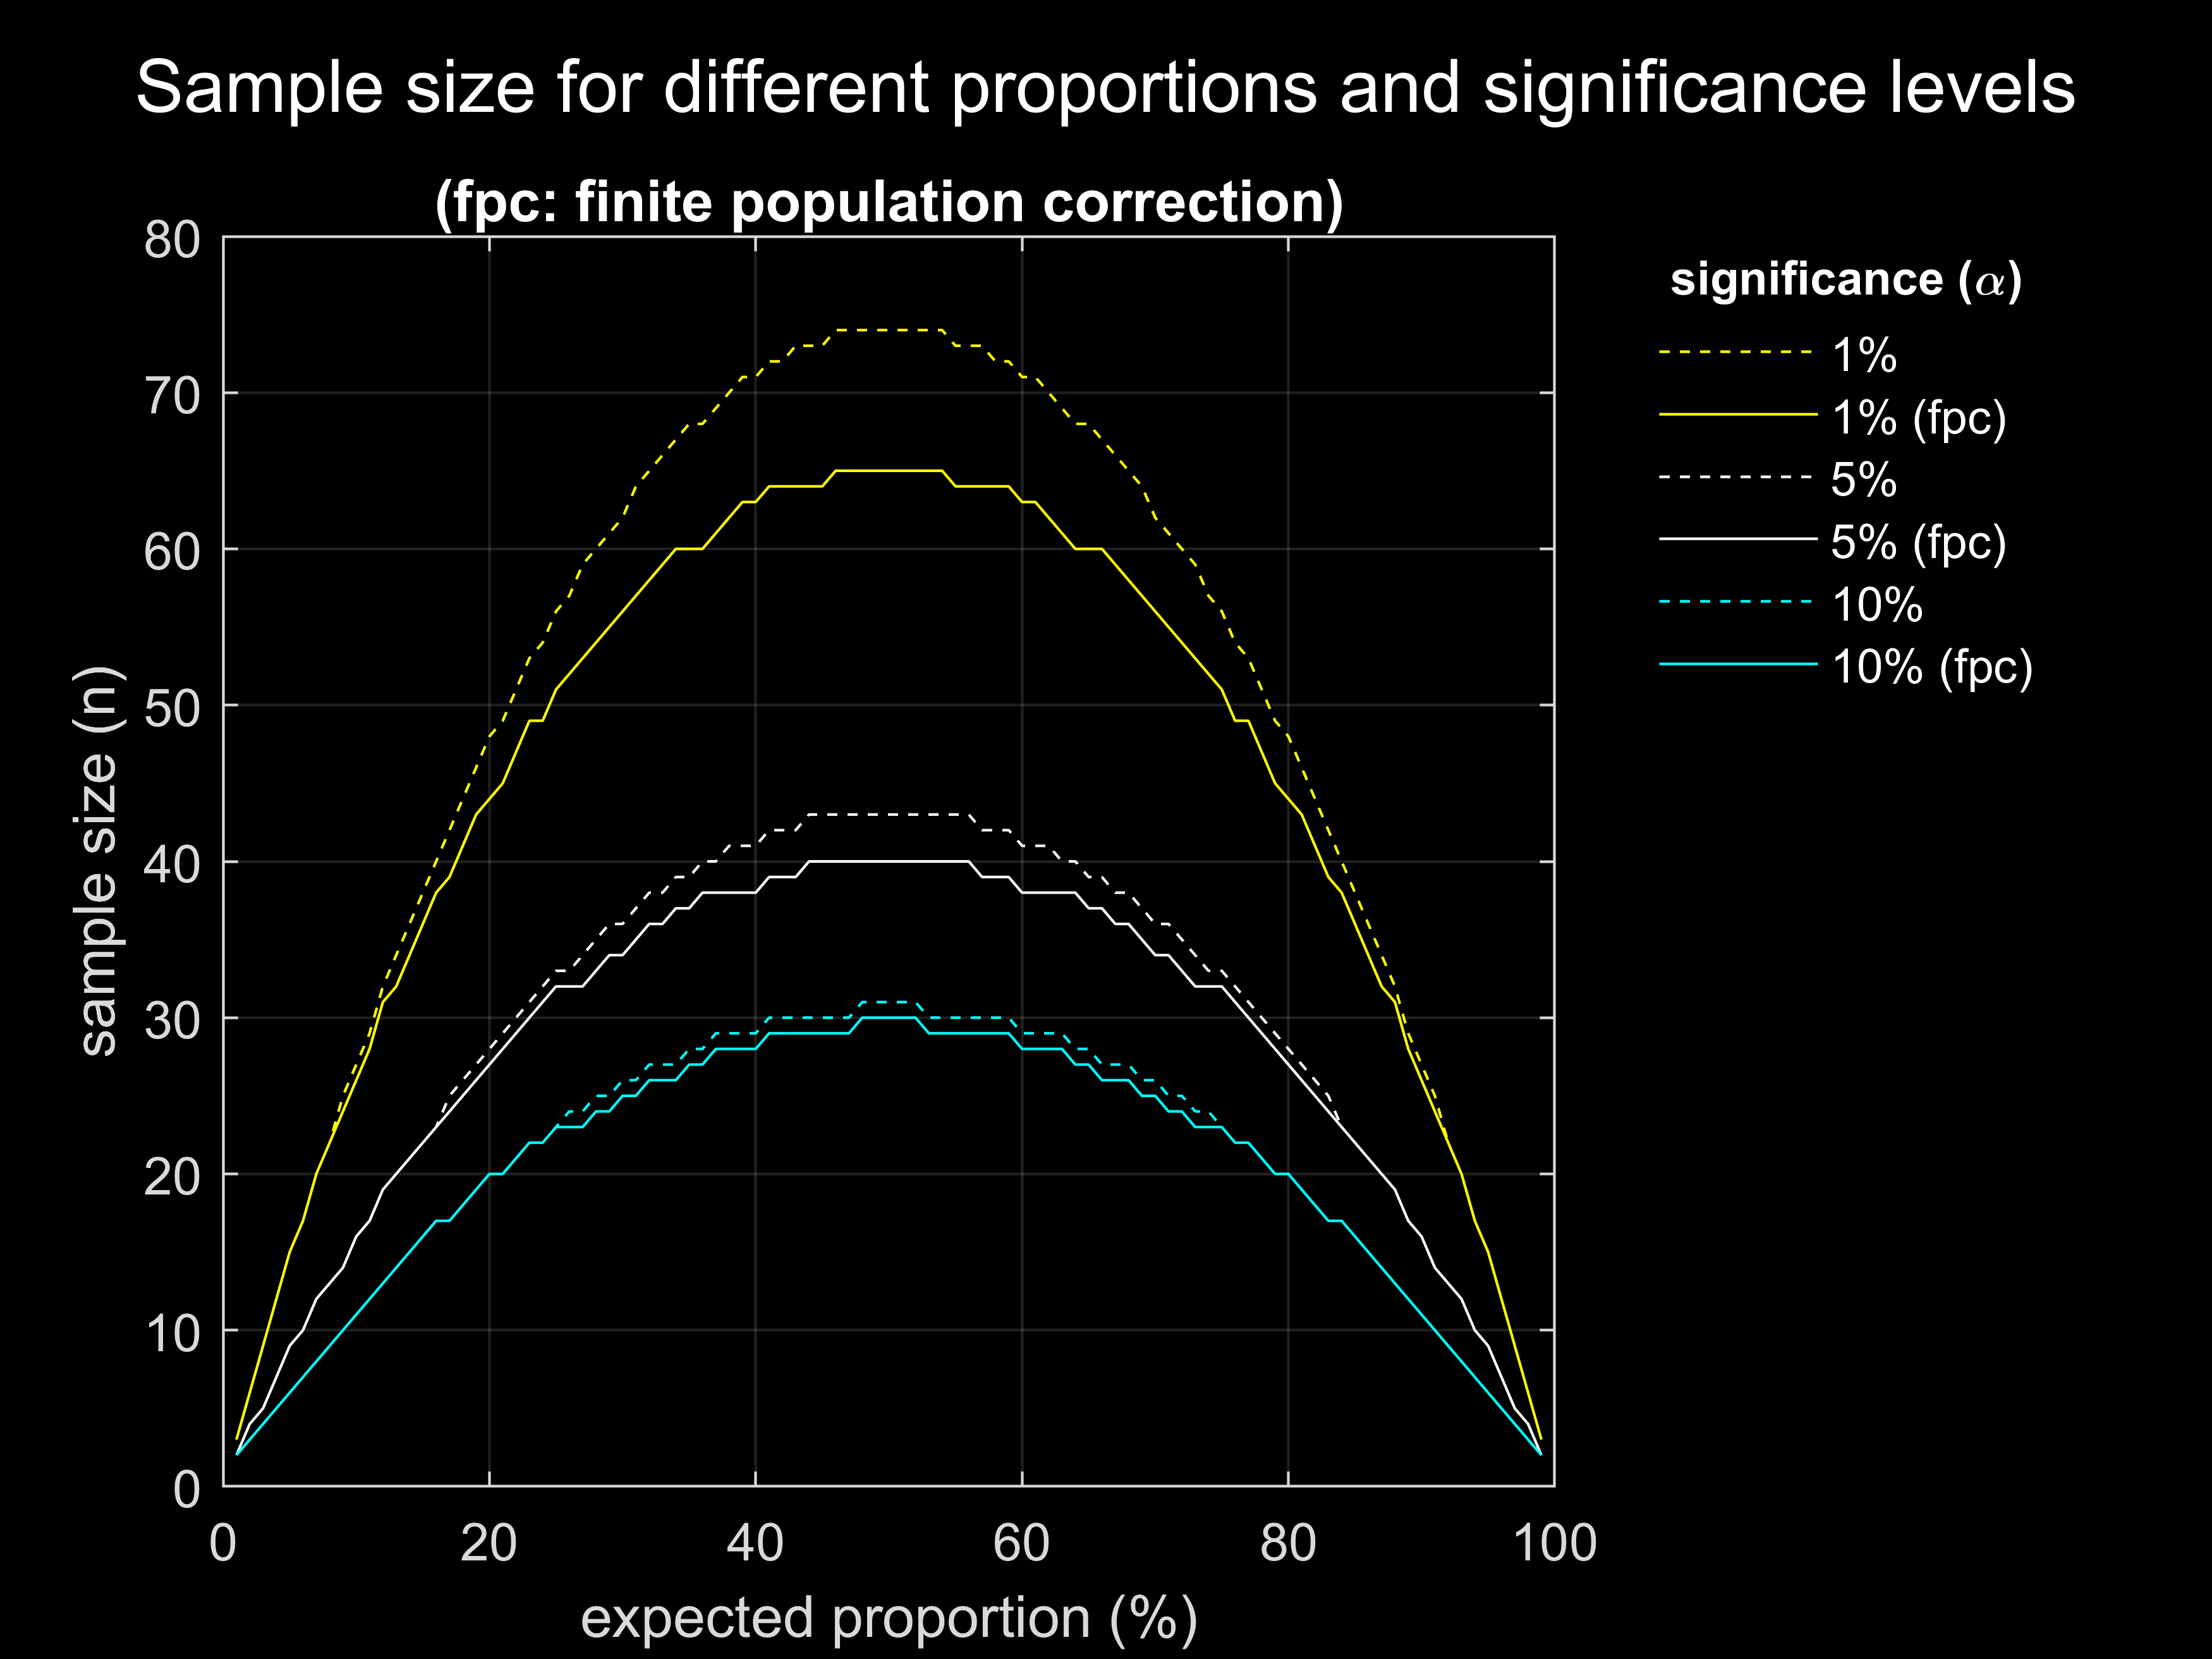 Sample size for different proportions and significance levels
(fpc: finite population correction)
80
70
60
50
40
30
20
10
0
sample size (n)
0 20 40 60 80 100
expected proportion (%)
significance (α)
1%
1% (fpc)
5%
5% (fpc)
10%
10% (fpc)